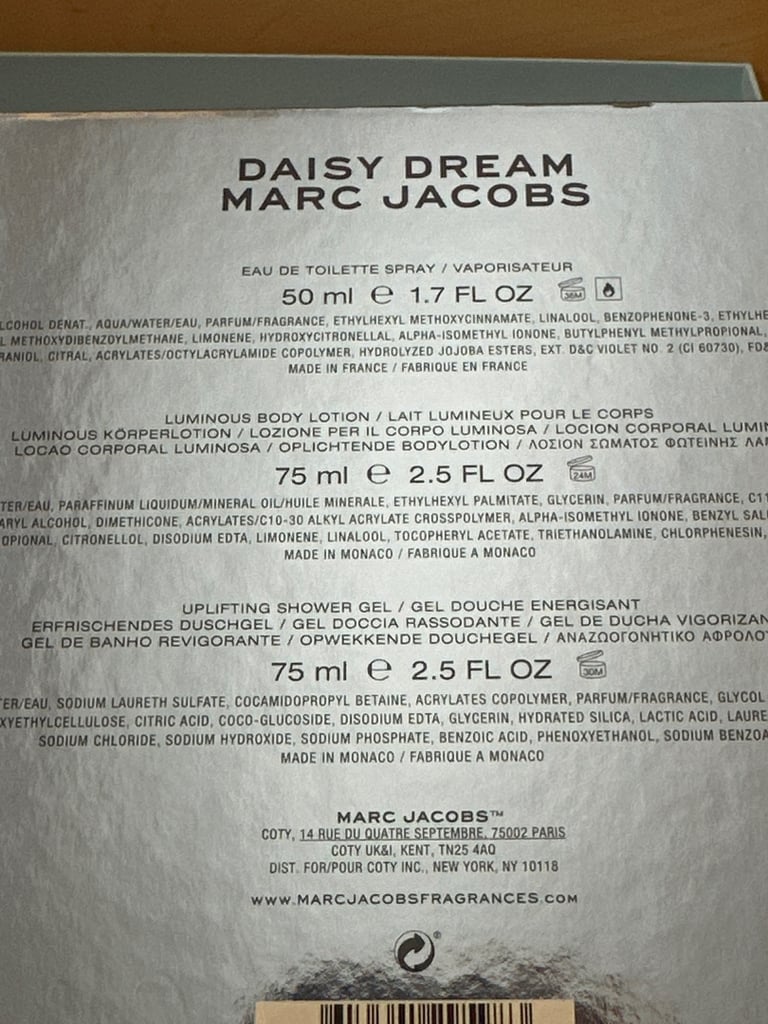 DAISY DREAM
MARC JACOBS
EAU DE TOILETTE SPRAY / VAPORISATEUR
50 ml ℮ 1.7 FL OZ 36M
DENAT., AQUA/WATER/EAU, PARFUM/FRAGRANCE, ETHYLHEXYL METHOXYCINNAMATE, LINALOOL, BENZOPHENONE-3,
METHOXYDIBENZOYLMETHANE, LIMONENE, HYDROXYCITRONELLAL, ALPHA-ISOMETHYL IONONE, BUTYLPHENYL METHYLPROPIONAL,
CITRAL, ACRYLATES/OCTYLACRYLAMIDE COPOLYMER, HYDROLYZED JOJOBA ESTERS, EXT. D&C VIOLET NO. 2 (CI 60730),
MADE IN FRANCE / FABRIQUE EN FRANCE
LUMINOUS BODY LOTION / LAIT LUMINEUX POUR LE CORPS
LUMINOUS KÖRPERLOTION / LOZIONE PER IL CORPO LUMINOSA / LOCION CORPORAL
LOCAO CORPORAL LUMINOSA / OPLICHTENDE BODYLOTION / ΛΟΣΙΟΝ ΣΩΜΑΤΟΣ ΦΩΤΕΙΝΗΣ
75 ml ℮ 2.5 FL OZ 24M
PARAFFINUM LIQUIDUM/MINERAL OIL/HUILE MINERALE, ETHYLHEXYL PALMITATE, GLYCERIN, PARFUM/FRAGRANCE,
ALCOHOL, DIMETHICONE, ACRYLATES/C10-30 ALKYL ACRYLATE CROSSPOLYMER, ALPHA-ISOMETHYL IONONE, BENZYL
CITRONELLOL, DISODIUM EDTA, LIMONENE, LINALOOL, TOCOPHERYL ACETATE, TRIETHANOLAMINE, CHLORPHENESIN,
MADE IN MONACO / FABRIQUE A MONACO
UPLIFTING SHOWER GEL / GEL DOUCHE ENERGISANT
ERFRISCHENDES DUSCHGEL / GEL DOCCIA RASSODANTE / GEL DE DUCHA
GEL DE BANHO REVIGORANTE / OPWEKKENDE DOUCHEGEL / ΑΝΑΖΩΟΓΟΝΗΤΙΚΟ
75 ml ℮ 2.5 FL OZ 30M
SODIUM LAURETH SULFATE, COCAMIDOPROPYL BETAINE, ACRYLATES COPOLYMER, PARFUM/FRAGRANCE, GLYCOL
CITRIC ACID, COCO-GLUCOSIDE, DISODIUM EDTA, GLYCERIN, HYDRATED SILICA, LACTIC ACID,
SODIUM CHLORIDE, SODIUM HYDROXIDE, SODIUM PHOSPHATE, BENZOIC ACID, PHENOXYETHANOL, SODIUM
MADE IN MONACO / FABRIQUE A MONACO
MARC JACOBS™
COTY, 14 RUE DU QUATRE SEPTEMBRE, 75002 PARIS
COTY UK&I, KENT, TN25 4AQ
DIST. FOR/POUR COTY INC., NEW YORK, NY 10118
WWW.MARCJACOBSFRAGRANCES.COM